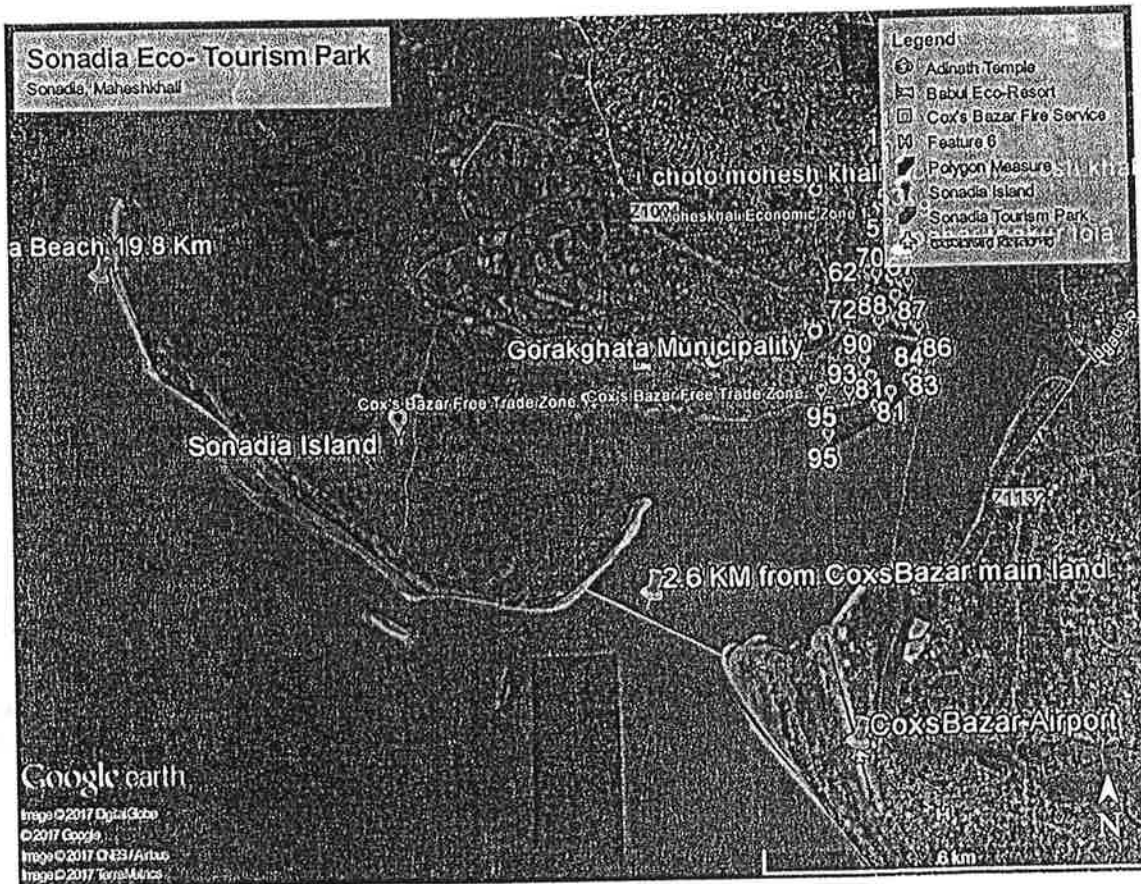 Sonadia Eco- Tourism Park
Sonadia, Maheshkhali
Legend
Adinath Temple
Babul Eco-Resort
Cox's Bazar Fire Service
Feature 6
Polygon Measure
Sonadia Island
Sonadia Tourism Park
choto mohesh khali
Z1004
Moheskhali Economic Zone
a Beach 19.8 Km
70
62
72
88
87
Gorakghata Municipality
90
86
84
93
81
83
Cox's Bazar Free Trade Zone
Cox's Bazar Free Trade Zone
81
95
95
Sonadia Island
Z1132
2.6 KM from CoxsBazar main land
CoxsBazar Airport
Google earth
Image © 2017 DigitalGlobe
© 2017 Google
Image © 2017 CNES / Airbus
Image © 2017 TerraMetrics
N
6 km